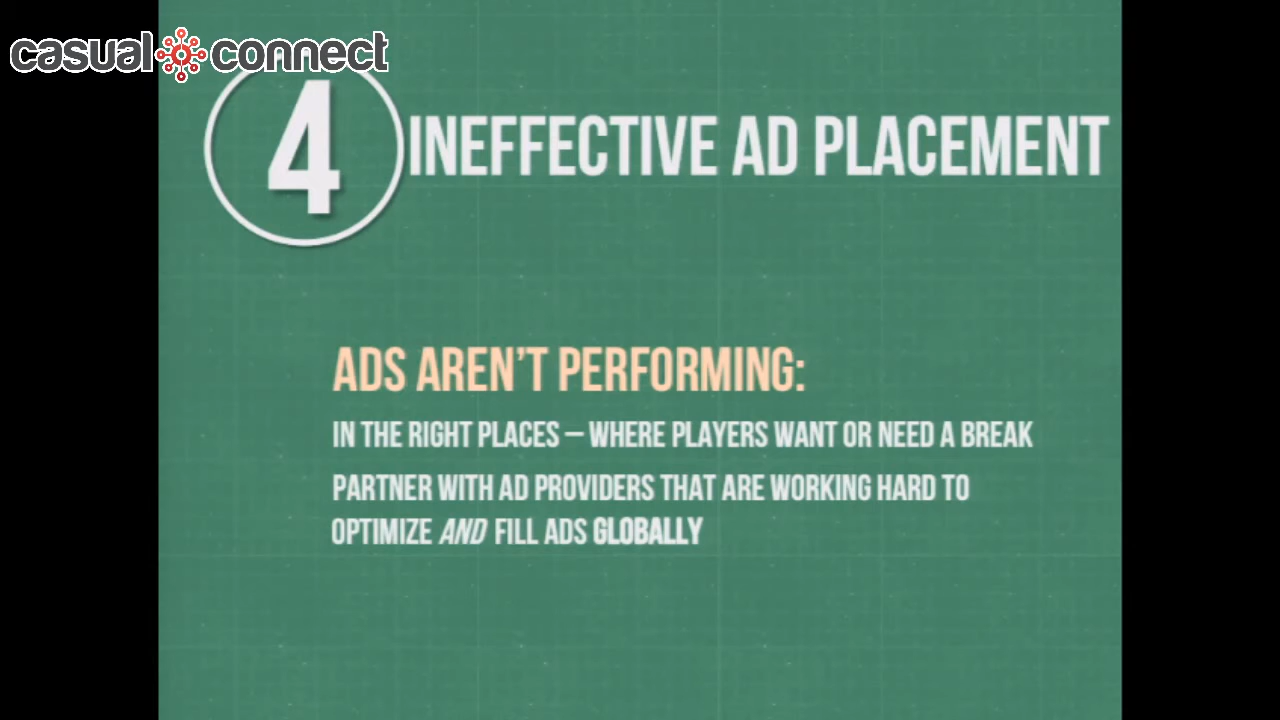 casual connect
4 INEFFECTIVE AD PLACEMENT
ADS AREN'T PERFORMING:
IN THE RIGHT PLACES – WHERE PLAYERS WANT OR NEED A BREAK
PARTNER WITH AD PROVIDERS THAT ARE WORKING HARD TO
OPTIMIZE AND FILL ADS GLOBALLY